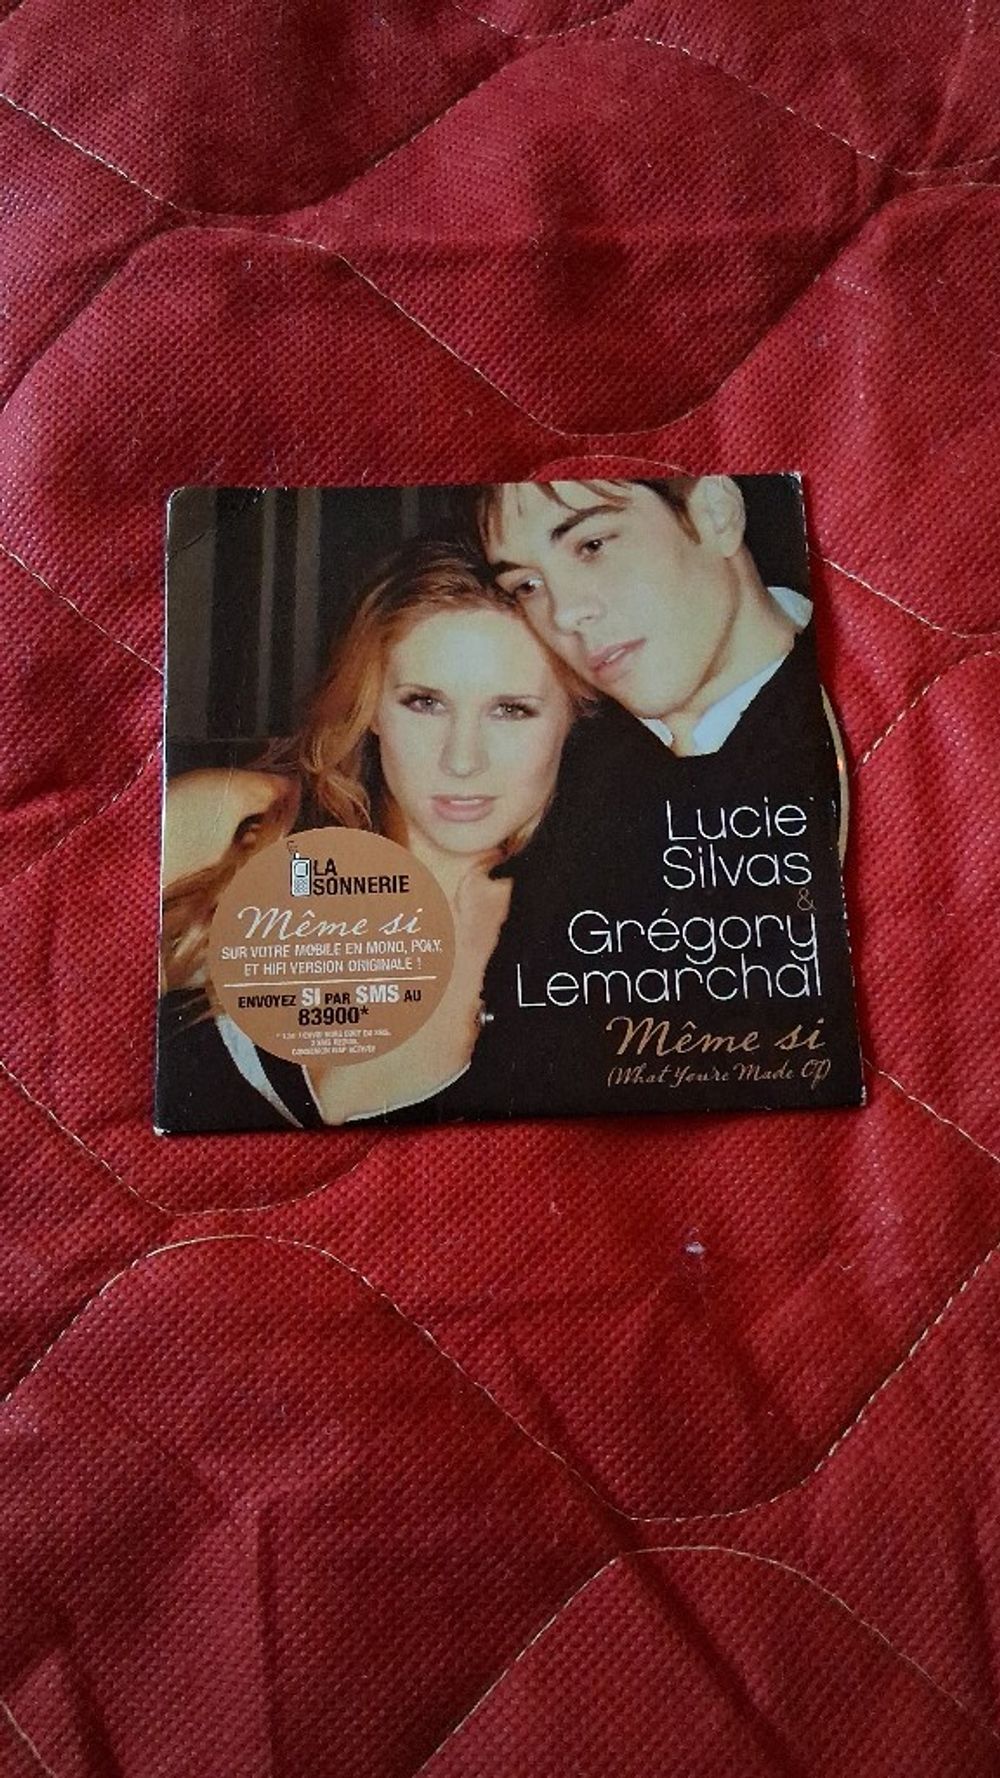 Lucie
Silvas
&
Grégory
Lemarchal
Même si
(What You're Made Of)
LA
SONNERIE
Même si
SUR VOTRE MOBILE EN MONO, POLY,
ET HIFI VERSION ORIGINALE !
ENVOYEZ SI PAR SMS AU
83900*